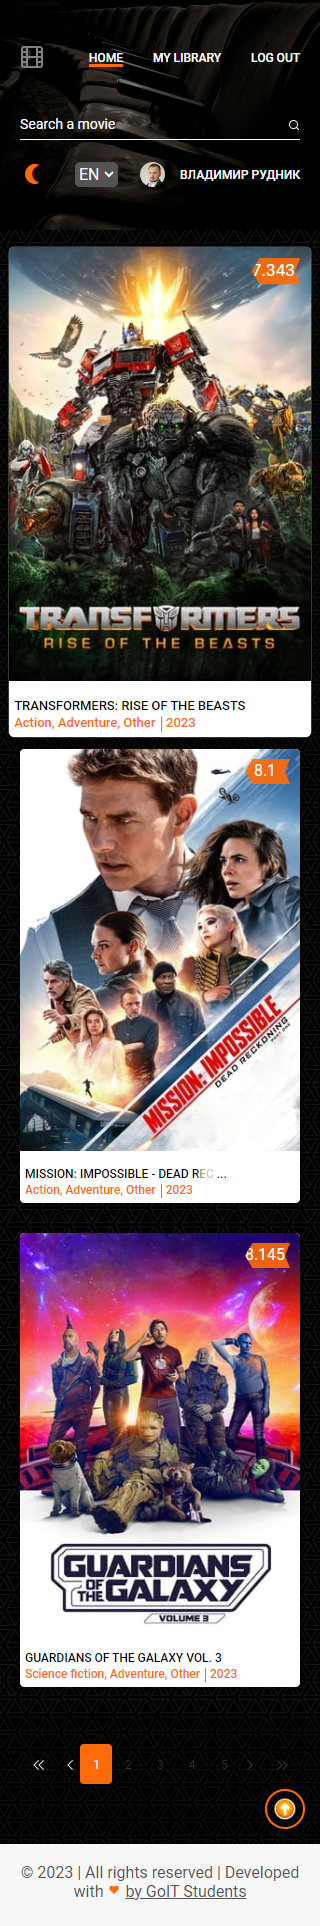 HOME MY LIBRARY LOG OUT
Search a movie
EN ВЛАДИМИР РУДНИК
7.343
TRANSFORMERS
RISE OF THE BEASTS
TRANSFORMERS: RISE OF THE BEASTS
Action, Adventure, Other | 2023
8.1
MISSION: IMPOSSIBLE
DEAD RECKONING
PART ONE
MISSION: IMPOSSIBLE - DEAD REC ...
Action, Adventure, Other | 2023
8.145
GUARDIANS
OF THE
GALAXY
VOLUME 3
GUARDIANS OF THE GALAXY VOL. 3
Science fiction, Adventure, Other | 2023
« ‹ 1 2 3 4 5 › »
© 2023 | All rights reserved | Developed
with by GoIT Students